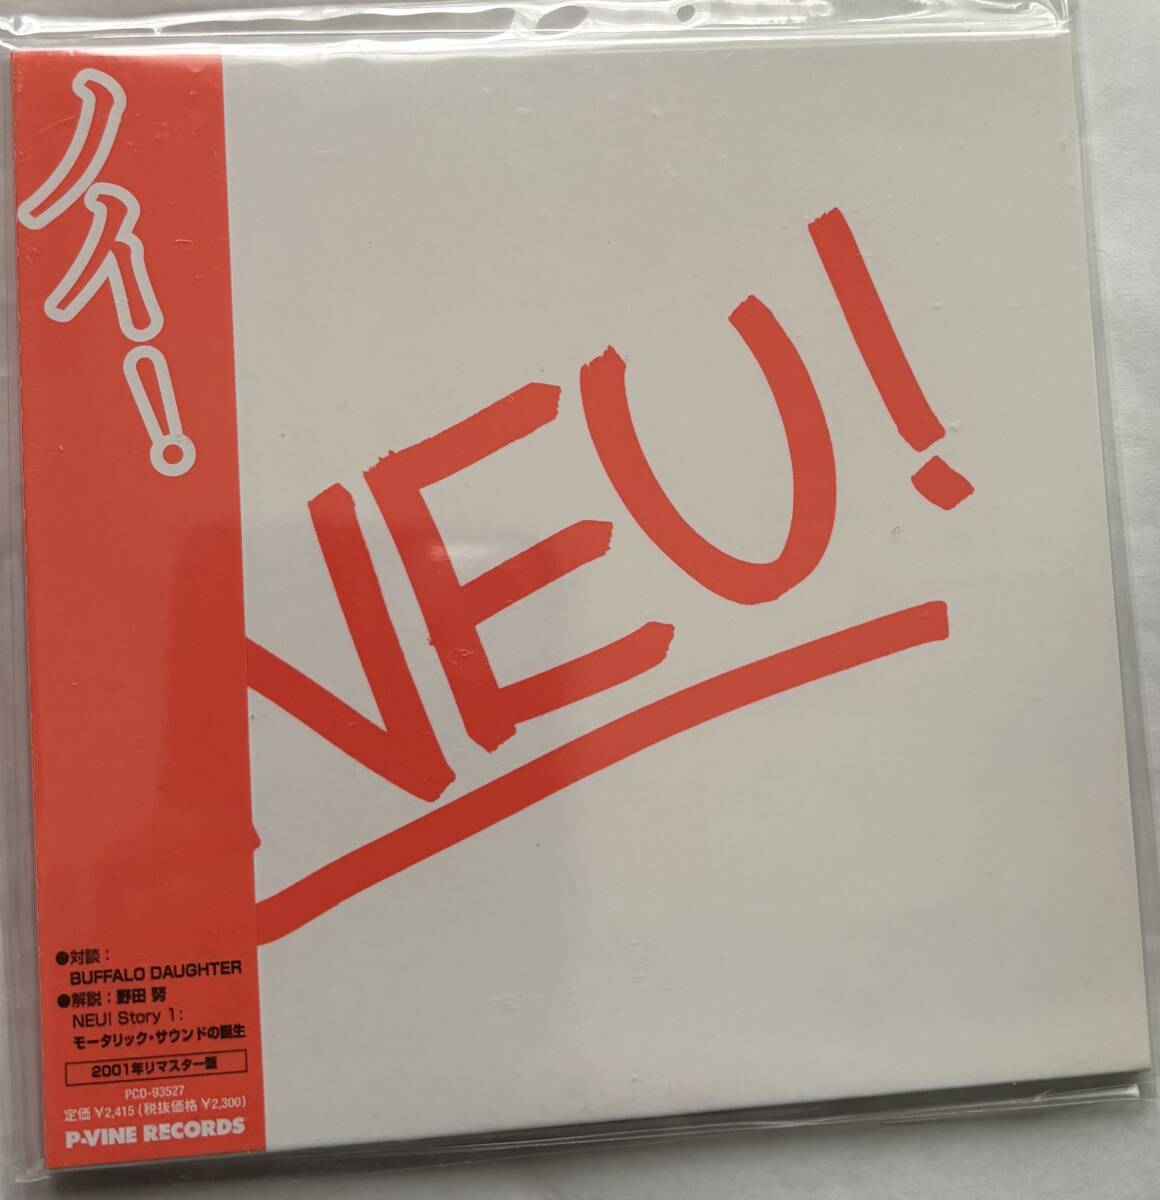 ノイ!
NEU!
●対談:
BUFFALO DAUGHTER
●解説:野田 努
NEU! Story 1:
モータリック・サウンドの誕生
2001年リマスター盤
PCD-93527
定価¥2,415(税抜価格¥2,300)
P-VINE RECORDS